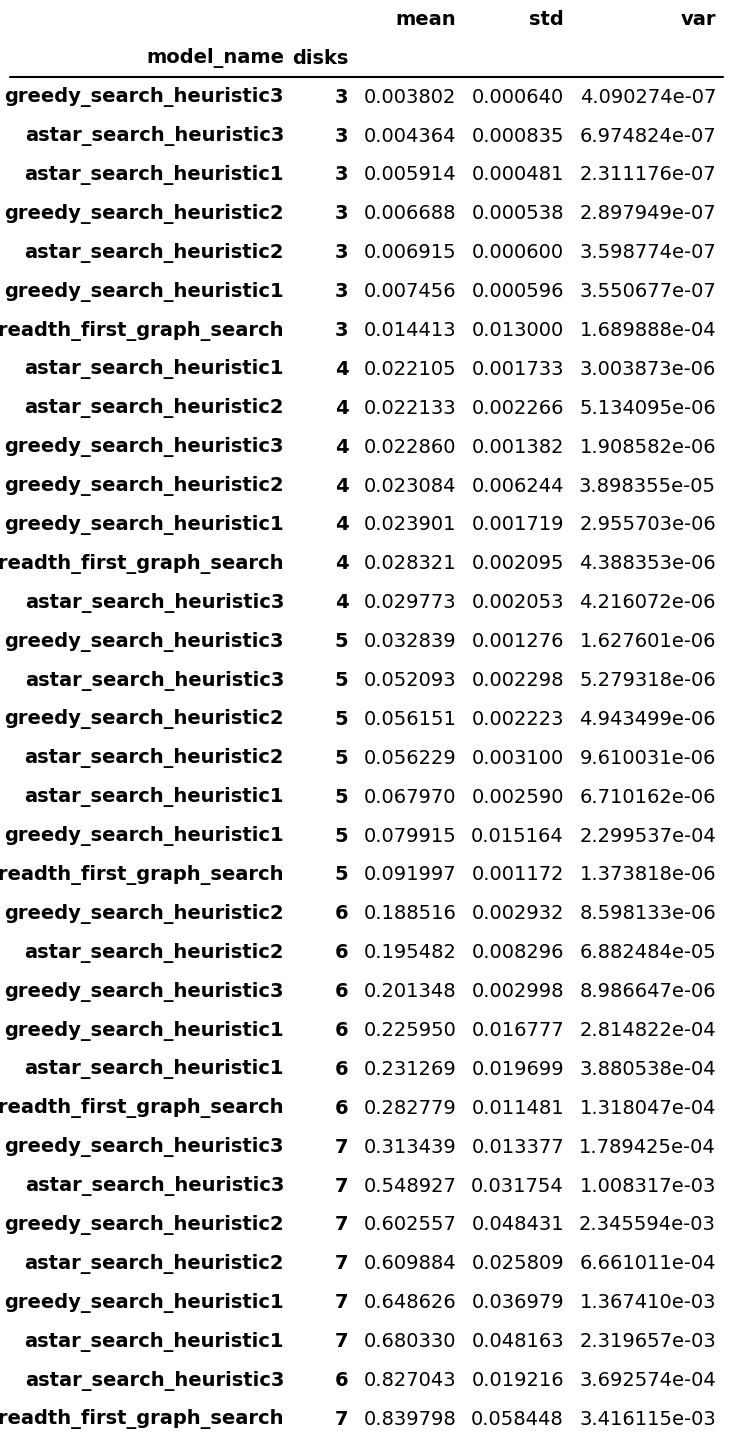 mean std var
model_name disks
greedy_search_heuristic3 3 0.003802 0.000640 4.090274e-07
astar_search_heuristic3 3 0.004364 0.000835 6.974824e-07
astar_search_heuristic1 3 0.005914 0.000481 2.311176e-07
greedy_search_heuristic2 3 0.006688 0.000538 2.897949e-07
astar_search_heuristic2 3 0.006915 0.000600 3.598774e-07
greedy_search_heuristic1 3 0.007456 0.000596 3.550677e-07
readth_first_graph_search 3 0.014413 0.013000 1.689888e-04
astar_search_heuristic1 4 0.022105 0.001733 3.003873e-06
astar_search_heuristic2 4 0.022133 0.002266 5.134095e-06
greedy_search_heuristic3 4 0.022860 0.001382 1.908582e-06
greedy_search_heuristic2 4 0.023084 0.006244 3.898355e-05
greedy_search_heuristic1 4 0.023901 0.001719 2.955703e-06
readth_first_graph_search 4 0.028321 0.002095 4.388353e-06
astar_search_heuristic3 4 0.029773 0.002053 4.216072e-06
greedy_search_heuristic3 5 0.032839 0.001276 1.627601e-06
astar_search_heuristic3 5 0.052093 0.002298 5.279318e-06
greedy_search_heuristic2 5 0.056151 0.002223 4.943499e-06
astar_search_heuristic2 5 0.056229 0.003100 9.610031e-06
astar_search_heuristic1 5 0.067970 0.002590 6.710162e-06
greedy_search_heuristic1 5 0.079915 0.015164 2.299537e-04
readth_first_graph_search 5 0.091997 0.001172 1.373818e-06
greedy_search_heuristic2 6 0.188516 0.002932 8.598133e-06
astar_search_heuristic2 6 0.195482 0.008296 6.882484e-05
greedy_search_heuristic3 6 0.201348 0.002998 8.986647e-06
greedy_search_heuristic1 6 0.225950 0.016777 2.814822e-04
astar_search_heuristic1 6 0.231269 0.019699 3.880538e-04
readth_first_graph_search 6 0.282779 0.011481 1.318047e-04
greedy_search_heuristic3 7 0.313439 0.013377 1.789425e-04
astar_search_heuristic3 7 0.548927 0.031754 1.008317e-03
greedy_search_heuristic2 7 0.602557 0.048431 2.345594e-03
astar_search_heuristic2 7 0.609884 0.025809 6.661011e-04
greedy_search_heuristic1 7 0.648626 0.036979 1.367410e-03
astar_search_heuristic1 7 0.680330 0.048163 2.319657e-03
astar_search_heuristic3 6 0.827043 0.019216 3.692574e-04
readth_first_graph_search 7 0.839798 0.058448 3.416115e-03